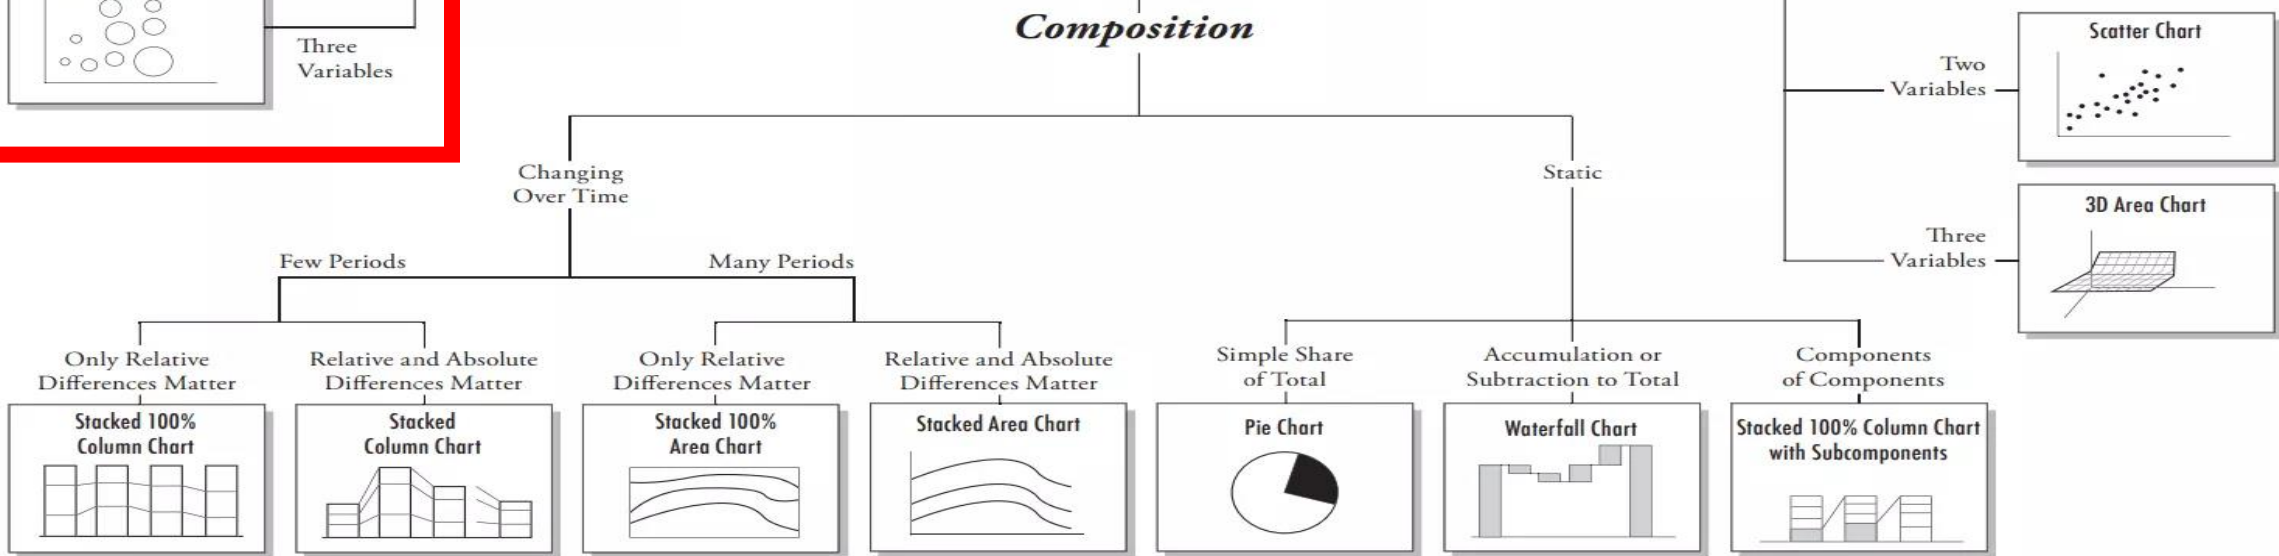 Three
Variables
Composition
Two
Variables
Scatter Chart
Changing
Over Time
Static
Three
Variables
3D Area Chart
Few Periods
Many Periods
Only Relative
Differences Matter
Relative and Absolute
Differences Matter
Only Relative
Differences Matter
Relative and Absolute
Differences Matter
Simple Share
of Total
Accumulation or
Subtraction to Total
Components
of Components
Stacked 100%
Column Chart
Stacked
Column Chart
Stacked 100%
Area Chart
Stacked Area Chart
Pie Chart
Waterfall Chart
Stacked 100% Column Chart
with Subcomponents